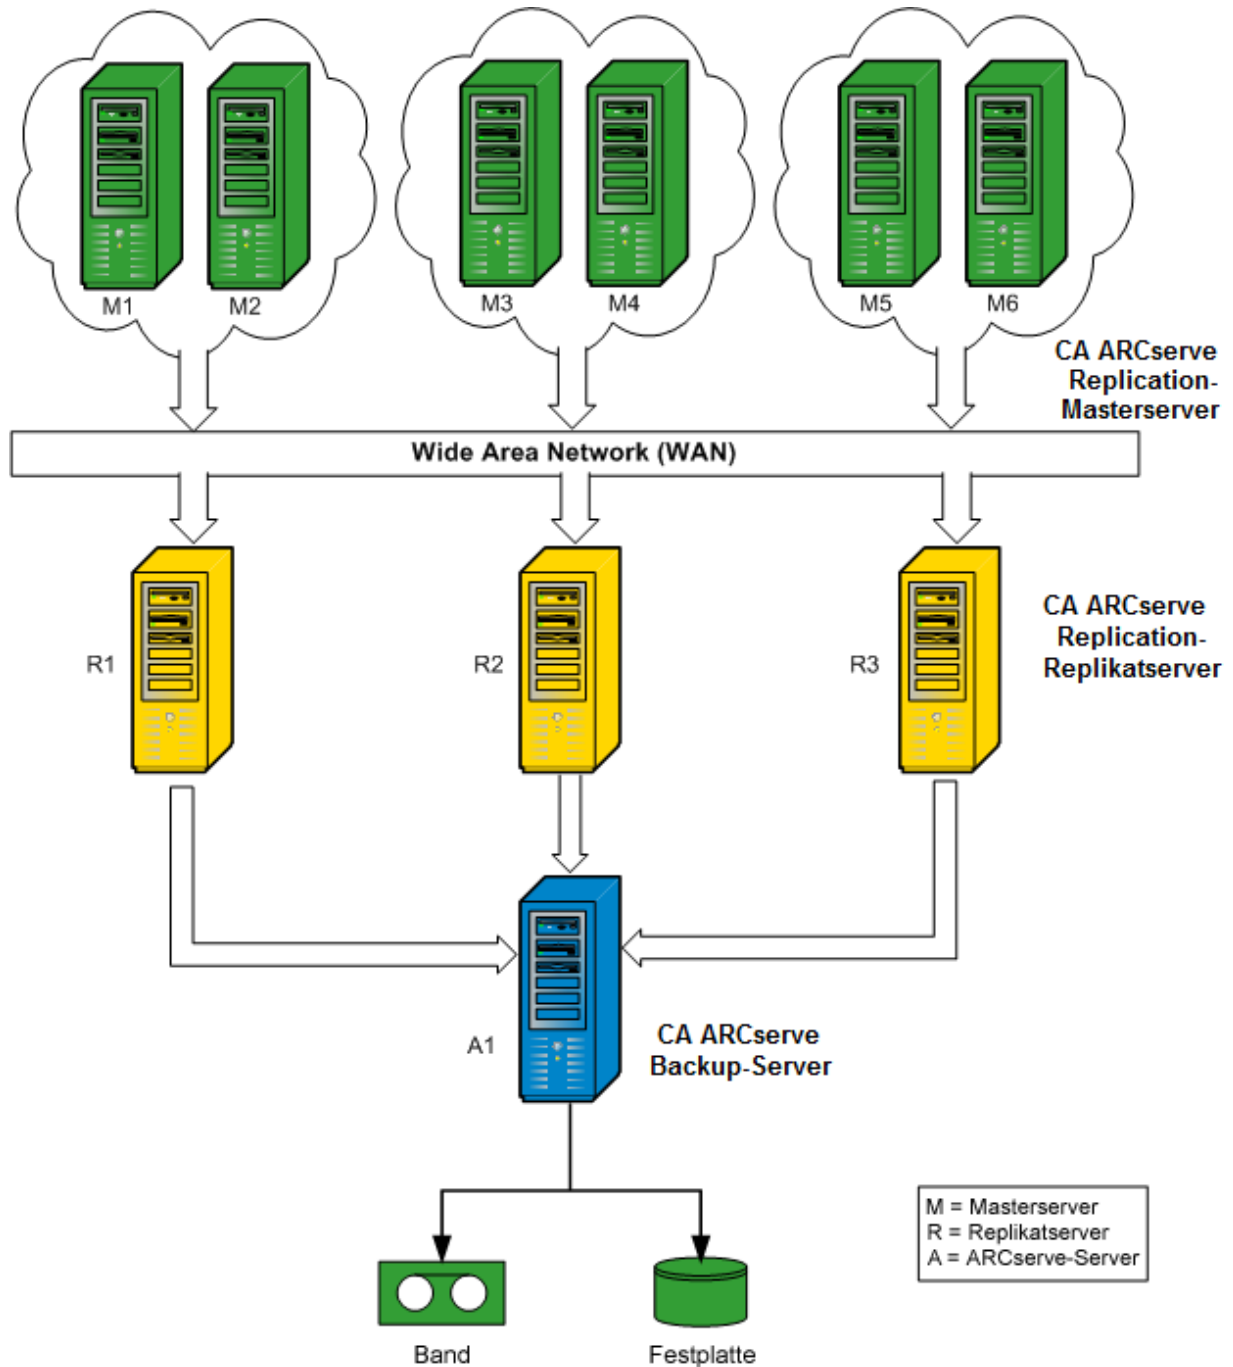 M1
M2
M3
M4
M5
M6
CA ARCserve
Replication-
Masterserver
Wide Area Network (WAN)
R1
R2
R3
CA ARCserve
Replication-
Replikatserver
A1
CA ARCserve
Backup-Server
M = Masterserver
R = Replikatserver
A = ARCserve-Server
Band
Festplatte